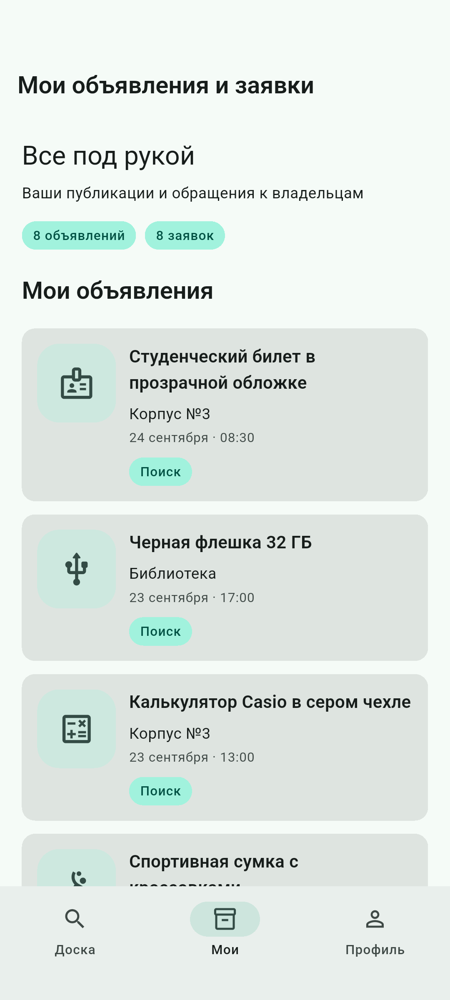 Мои объявления и заявки
Все под рукой
Ваши публикации и обращения к владельцам
8 объявлений
8 заявок
Мои объявления
Студенческий билет в
прозрачной обложке
Корпус №3
24 сентября · 08:30
Поиск
Черная флешка 32 ГБ
Библиотека
23 сентября · 17:00
Поиск
Калькулятор Casio в сером чехле
Корпус №3
23 сентября · 13:00
Поиск
Спортивная сумка с
кроссовками
Доска
Мои
Профиль